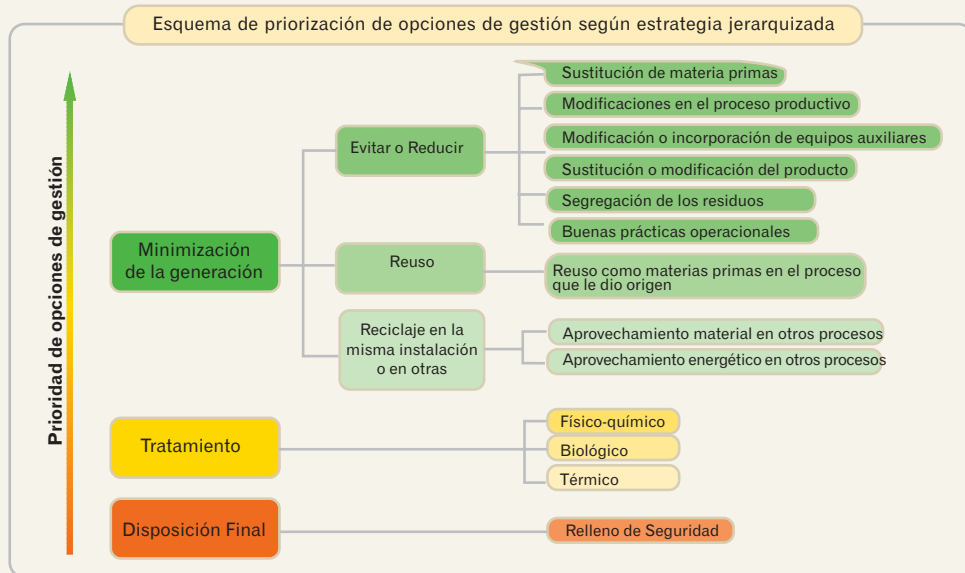 Esquema de priorización de opciones de gestión según estrategia jerarquizada
Prioridad de opciones de gestión
Minimización
de la generación
Evitar o Reducir
Sustitución de materia primas
Modificaciones en el proceso productivo
Modificación o incorporación de equipos auxiliares
Sustitución o modificación del producto
Segregación de los residuos
Buenas prácticas operacionales
Reuso
Reuso como materias primas en el proceso
que le dio origen
Reciclaje en la
misma instalación
o en otras
Aprovechamiento material en otros procesos
Aprovechamiento energético en otros procesos
Tratamiento
Físico-químico
Biológico
Térmico
Disposición Final
Relleno de Seguridad